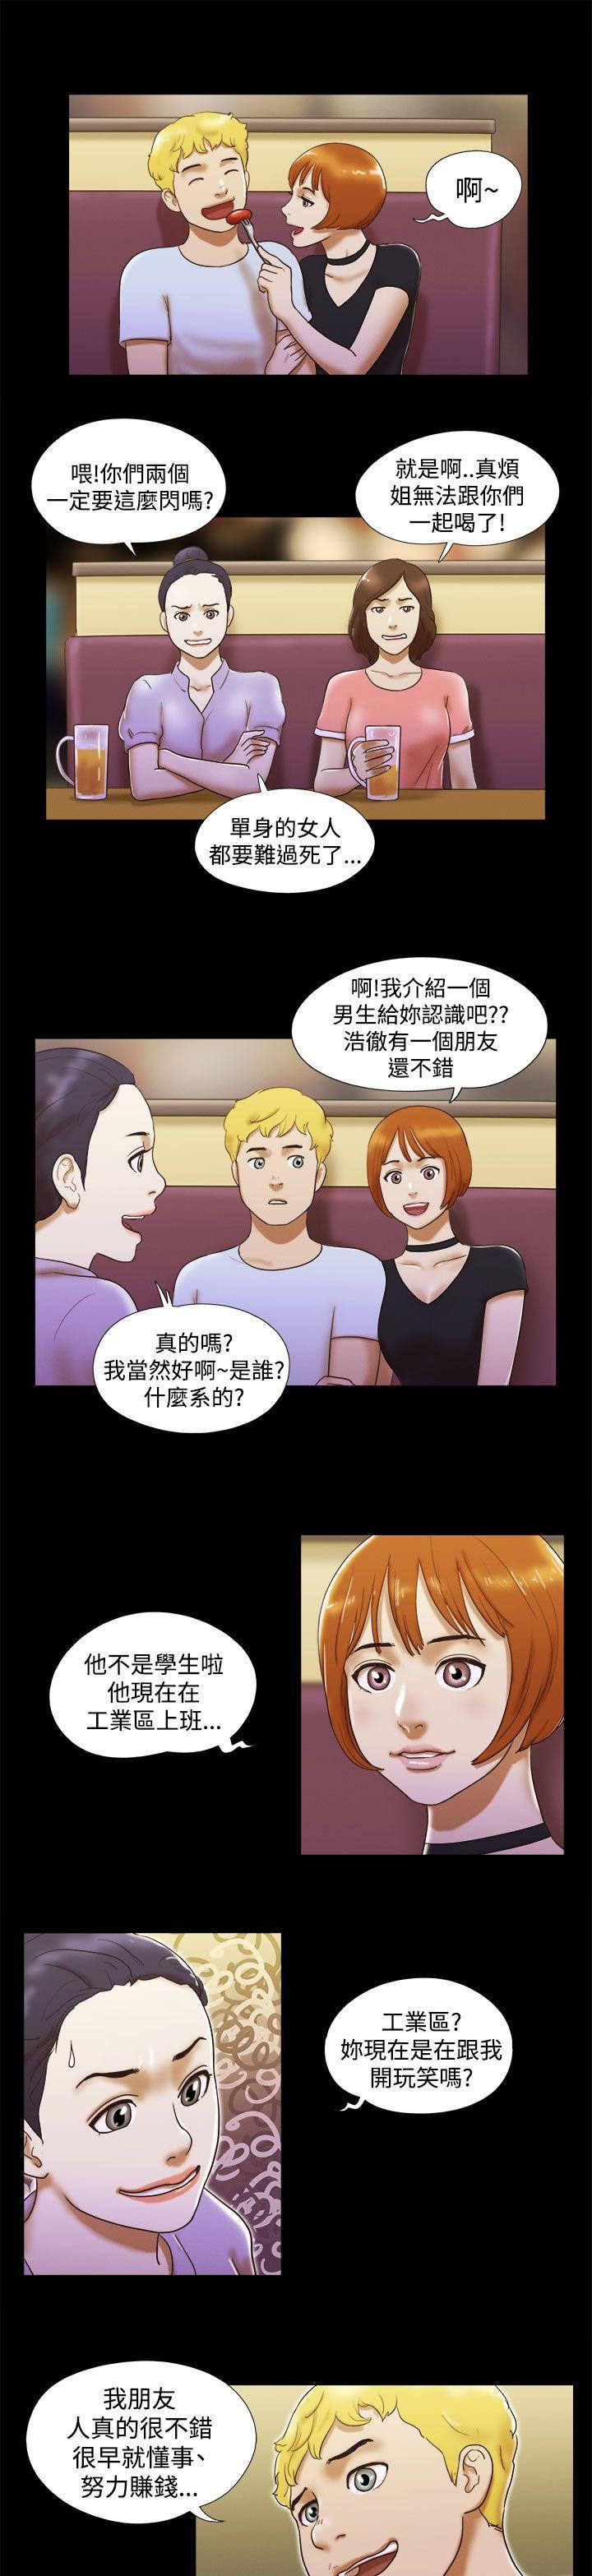 啊~
喂!你們兩個
一定要這麼閃嗎?
就是啊..真煩
姐無法跟你們
一起喝了!
單身的女人
都要難過死了...
啊!我介紹一個
男生給妳認識吧??
浩徹有一個朋友
還不錯
真的嗎?
我當然好啊~是誰?
什麼系的?
他不是學生啦
他現在在
工業區上班...
工業區?
妳現在是在跟我
開玩笑嗎?
我朋友
人真的很不錯
很早就懂事、
努力賺錢...